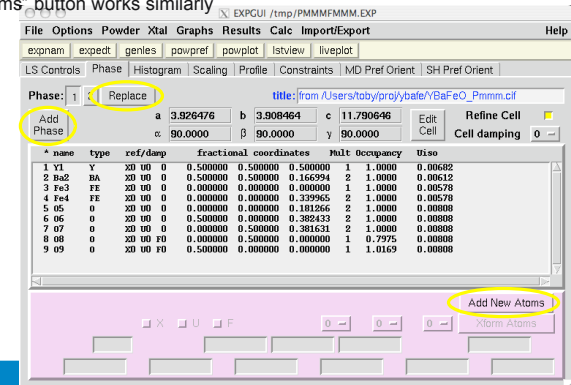 ms" button works similarly
EXPGUI /tmp/PMMMFMMM.EXP
File Options Powder Xtal Graphs Results Calc Import/Export Help
expnam expedt genles powpref powplot lstview liveplot
LS Controls Phase Histogram Scaling Profile Constraints MD Pref Orient SH Pref Orient
Phase: 1 Replace title: from /Users/toby/proj/ybafe/YBaFeO_Pmmm.cif
Add Phase a 3.926476 b 3.908464 c 11.790646 Edit Cell Refine Cell
α 90.0000 β 90.0000 γ 90.0000 Cell damping 0
* name type ref/damp fractional coordinates Mult Occupancy Uiso
1 Y1 Y X0 U0 0 0.500000 0.500000 0.500000 1 1.0000 0.00682
2 Ba2 BA X0 U0 0 0.500000 0.500000 0.166994 2 1.0000 0.00612
3 Fe3 FE X0 U0 0 0.000000 0.000000 0.000000 1 1.0000 0.00578
4 Fe4 FE X0 U0 0 0.000000 0.000000 0.339965 2 1.0000 0.00578
5 O5 O X0 U0 0 0.000000 0.000000 0.181266 2 1.0000 0.00808
6 O6 O X0 U0 0 0.500000 0.000000 0.382433 2 1.0000 0.00808
7 O7 O X0 U0 0 0.000000 0.500000 0.381631 2 1.0000 0.00808
8 O8 O X0 U0 F0 0.000000 0.500000 0.000000 1 0.7975 0.00808
9 O9 O X0 U0 F0 0.500000 0.000000 0.000000 1 1.0169 0.00808
Add New Atoms
X U F 0 0 0 Xform Atoms